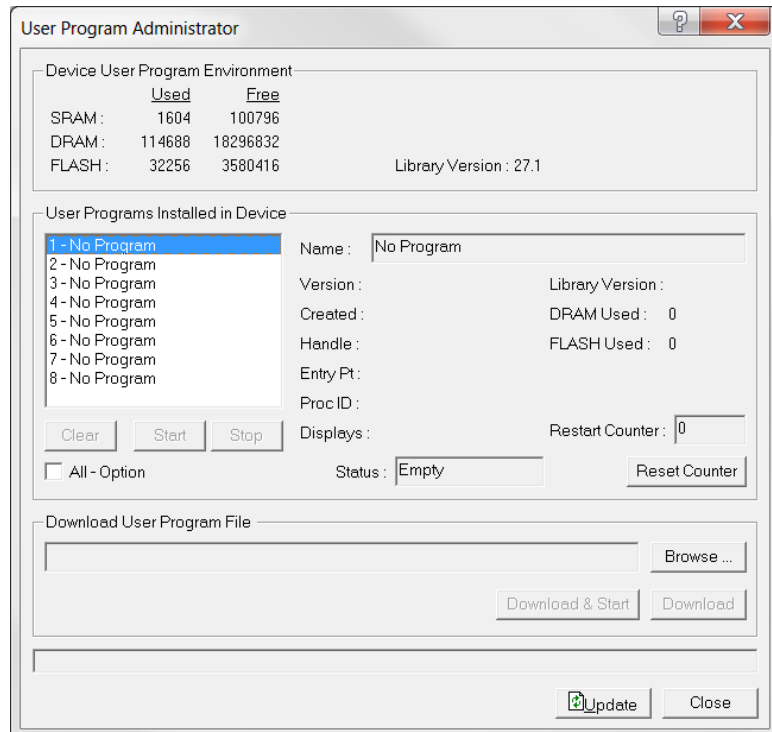 User Program Administrator
Device User Program Environment
Used Free
SRAM : 1604 100796
DRAM : 114688 18296832
FLASH : 32256 3580416 Library Version : 27.1
User Programs Installed in Device
1 - No Program
2 - No Program
3 - No Program
4 - No Program
5 - No Program
6 - No Program
7 - No Program
8 - No Program
Name : No Program
Version : Library Version :
Created : DRAM Used : 0
Handle : FLASH Used : 0
Entry Pt :
Proc ID :
Clear Start Stop Displays : Restart Counter : 0
All - Option Status : Empty Reset Counter
Download User Program File
Browse ...
Download & Start Download
Update Close